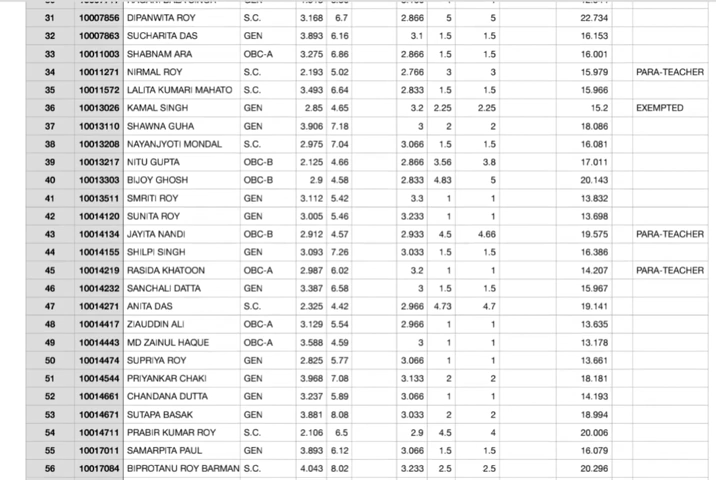 31 10007856 DIPANWITA ROY S.C. 3.168 6.7 2.866 5 5 22.734
32 10007863 SUCHARITA DAS GEN 3.893 6.16 3.1 1.5 1.5 16.153
33 10011003 SHABNAM ARA OBC-A 3.275 6.86 2.866 1.5 1.5 16.001
34 10011271 NIRMAL ROY S.C. 2.193 5.02 2.766 3 3 15.979 PARA-TEACHER
35 10011572 LALITA KUMARI MAHATO S.C. 3.493 6.64 2.833 1.5 1.5 15.966
36 10013026 KAMAL SINGH GEN 2.85 4.65 3.2 2.25 2.25 15.2 EXEMPTED
37 10013110 SHAWNA GUHA GEN 3.906 7.18 3 2 2 18.086
38 10013208 NAYANJYOTI MONDAL S.C. 2.975 7.04 3.066 1.5 1.5 16.081
39 10013217 NITU GUPTA OBC-B 2.125 4.66 2.866 3.56 3.8 17.011
40 10013303 BIJOY GHOSH OBC-B 2.9 4.58 2.833 4.83 5 20.143
41 10013511 SMRITI ROY GEN 3.112 5.42 3.3 1 1 13.832
42 10014120 SUNITA ROY GEN 3.005 5.46 3.233 1 1 13.698
43 10014134 JAYITA NANDI OBC-B 2.912 4.57 2.933 4.5 4.66 19.575 PARA-TEACHER
44 10014155 SHILPI SINGH GEN 3.093 7.26 3.033 1.5 1.5 16.386
45 10014219 RASIDA KHATOON OBC-A 2.987 6.02 3.2 1 1 14.207 PARA-TEACHER
46 10014232 SANCHALI DATTA GEN 3.387 6.58 3 1.5 1.5 15.967
47 10014271 ANITA DAS S.C. 2.325 4.42 2.966 4.73 4.7 19.141
48 10014417 ZIAUDDIN ALI OBC-A 3.129 5.54 2.966 1 1 13.635
49 10014443 MD ZAINUL HAQUE OBC-A 3.588 4.59 3 1 1 13.178
50 10014474 SUPRIYA ROY GEN 2.825 5.77 3.066 1 1 13.661
51 10014544 PRIYANKAR CHAKI GEN 3.968 7.08 3.133 2 2 18.181
52 10014661 CHANDANA DUTTA GEN 3.237 5.89 3.066 1 1 14.193
53 10014671 SUTAPA BASAK GEN 3.881 8.08 3.033 2 2 18.994
54 10014711 PRABIR KUMAR ROY S.C. 2.106 6.5 2.9 4.5 4 20.006
55 10017011 SAMARPITA PAUL GEN 3.893 6.12 3.066 1.5 1.5 16.079
56 10017084 BIPROTANU ROY BARMAN S.C. 4.043 8.02 3.233 2.5 2.5 20.296